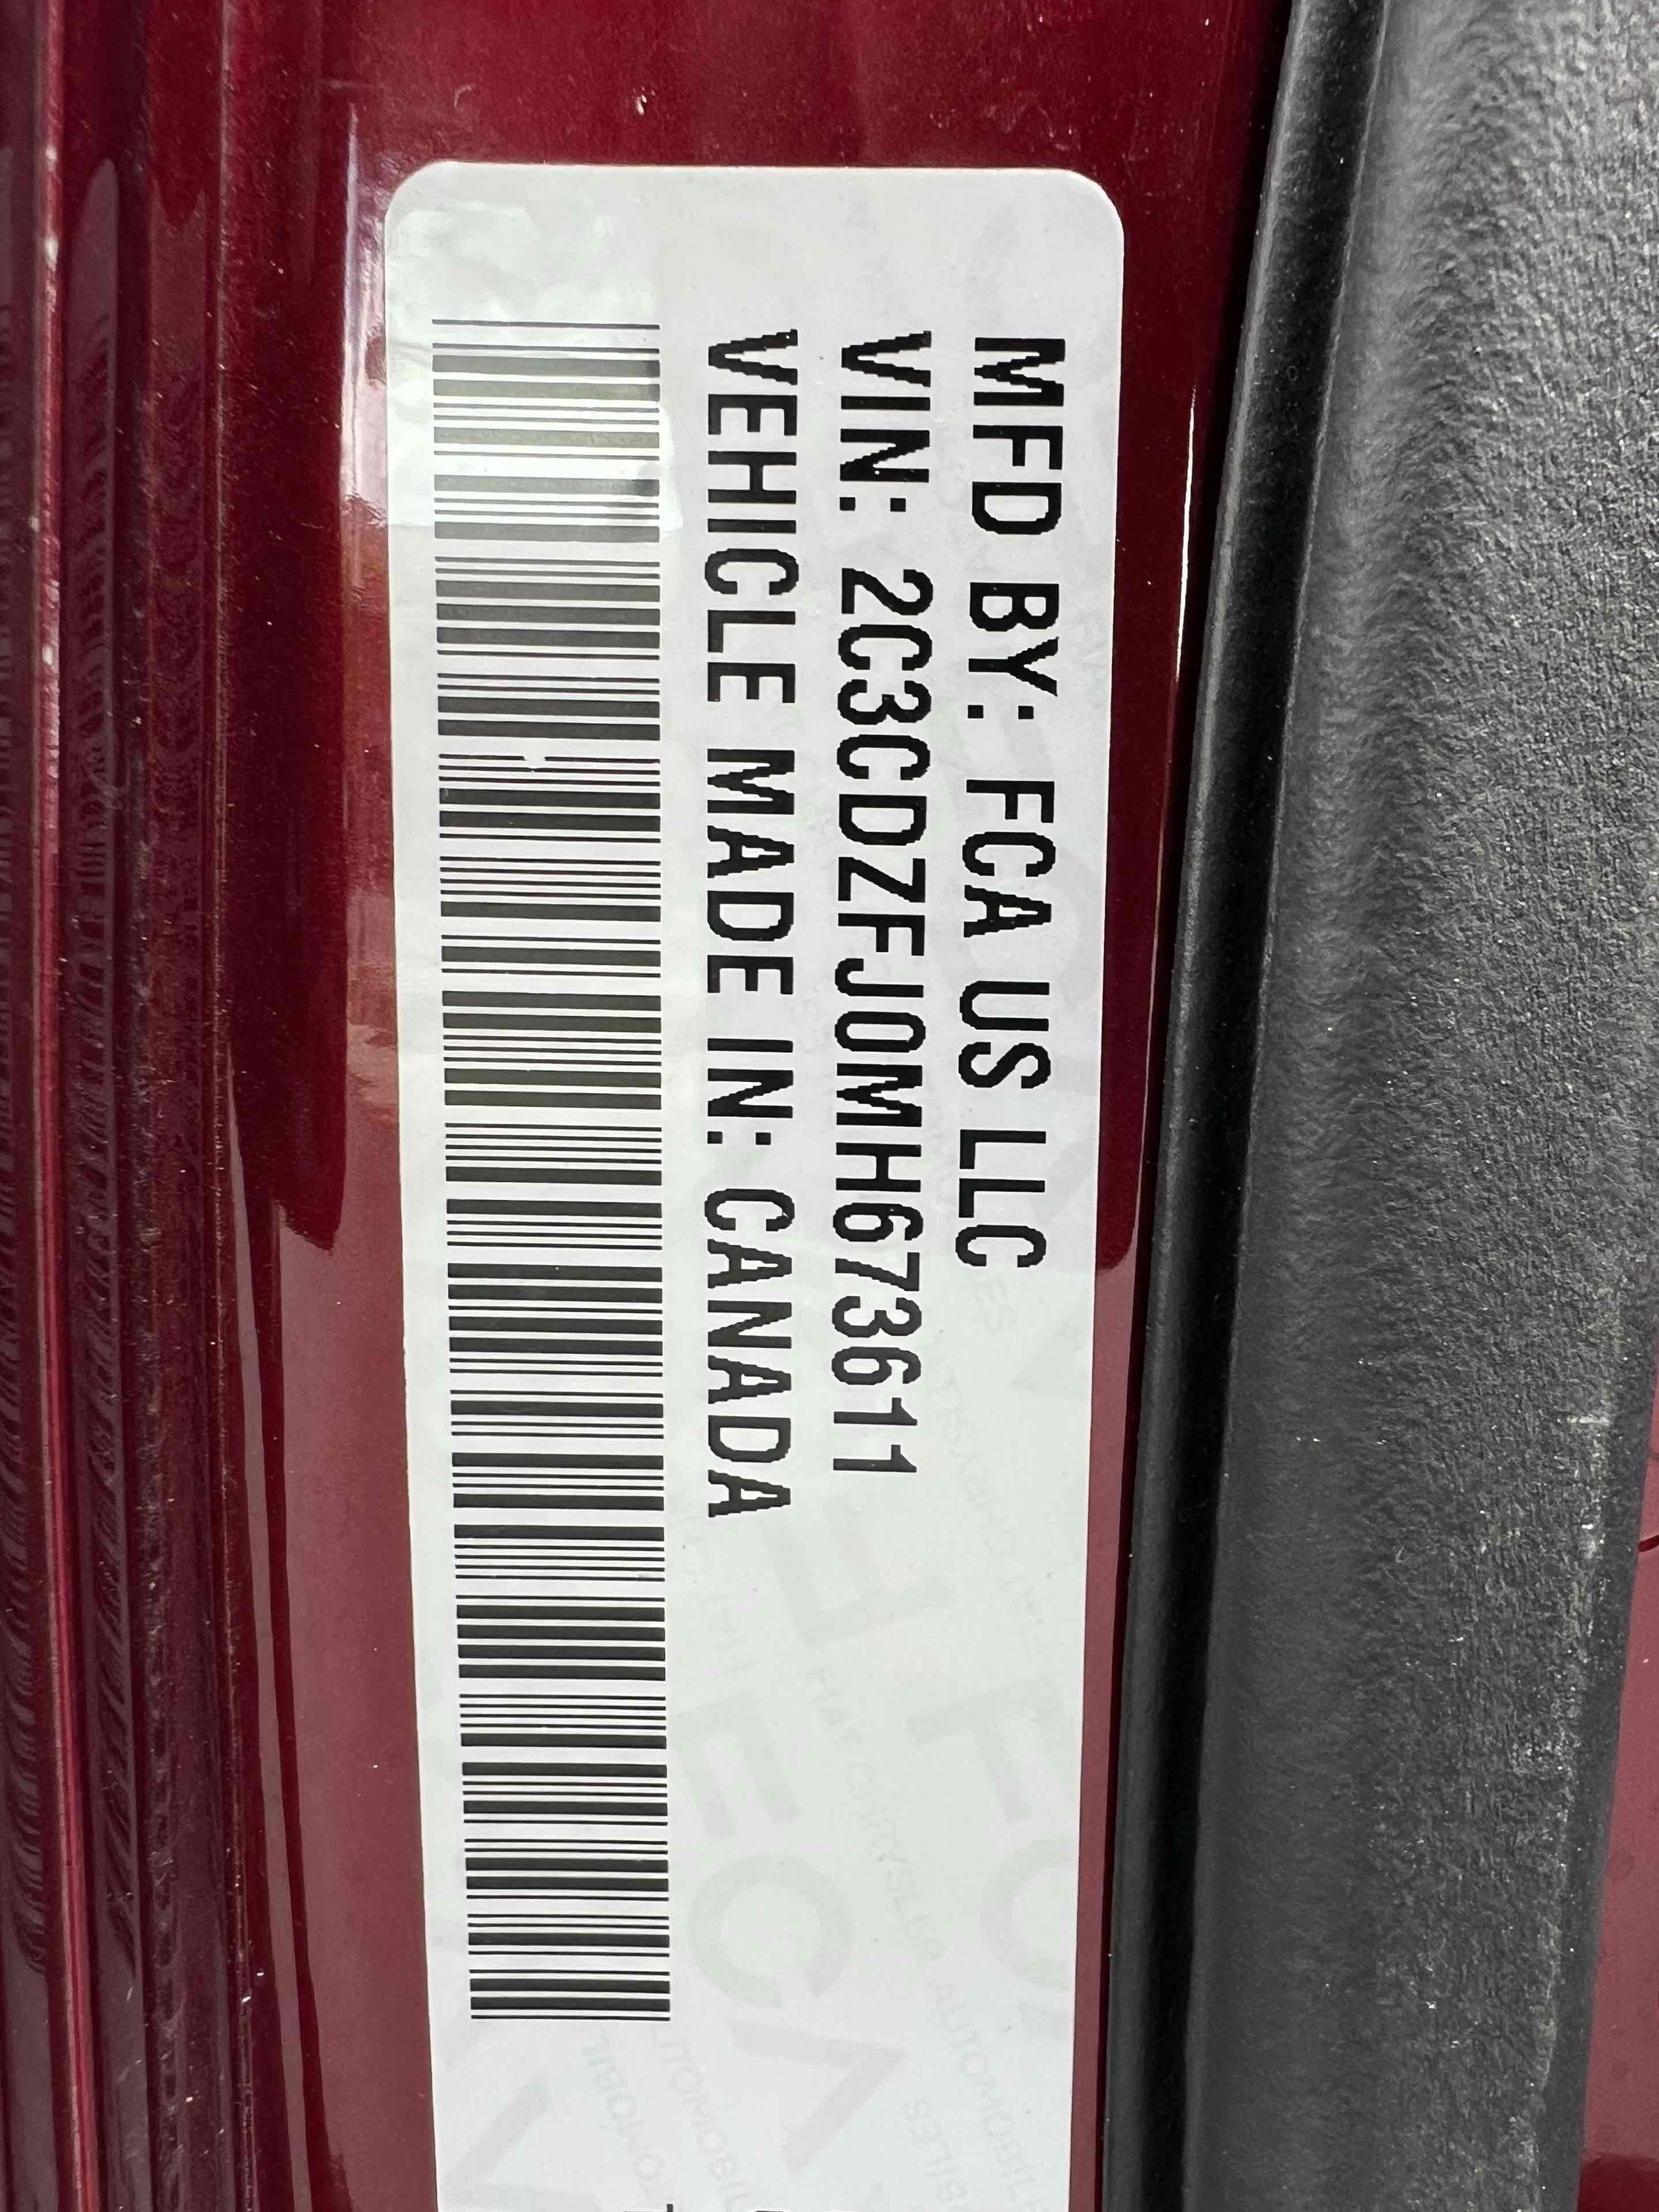 MFD BY: FCA US LLC
VIN: 2C3CDZFJ0MH673611
VEHICLE MADE IN: CANADA